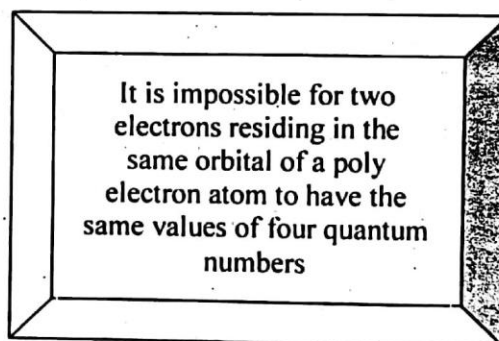 It is impossible for two
electrons residing in the
same orbital of a poly
electron atom to have the
same values of four quantum
numbers